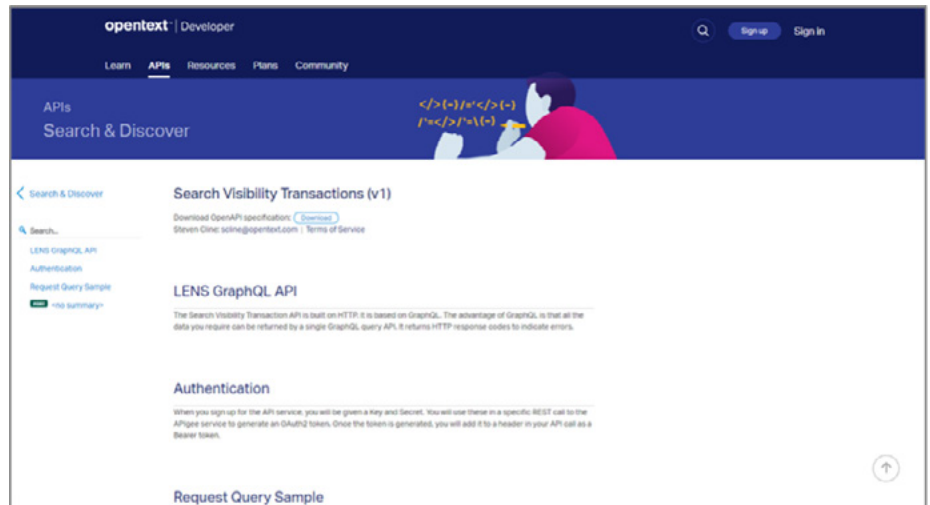 opentext™ | Developer
Sign up
Sign in
Learn APIs Resources Plans Community
APIs
Search & Discover
</>{-}/='</>{-}
/'=</>/'=\{-}
Search & Discover
Search...
LENS GraphQL API
Authentication
Request Query Sample
POST <no summary>
Search Visibility Transactions (v1)
Download OpenAPI specification: Download
Steven Cline: scline@opentext.com | Terms of Service
LENS GraphQL API
The Search Visibility Transaction API is built on HTTP. It is based on GraphQL. The advantage of GraphQL is that all the
data you require can be returned by a single GraphQL query API. It returns HTTP response codes to indicate errors.
Authentication
When you sign up for the API service, you will be given a Key and Secret. You will use these in a specific REST call to the
APIgee service to generate an OAuth2 token. Once the token is generated, you will add it to a header in your API call as a
Bearer token.
Request Query Sample